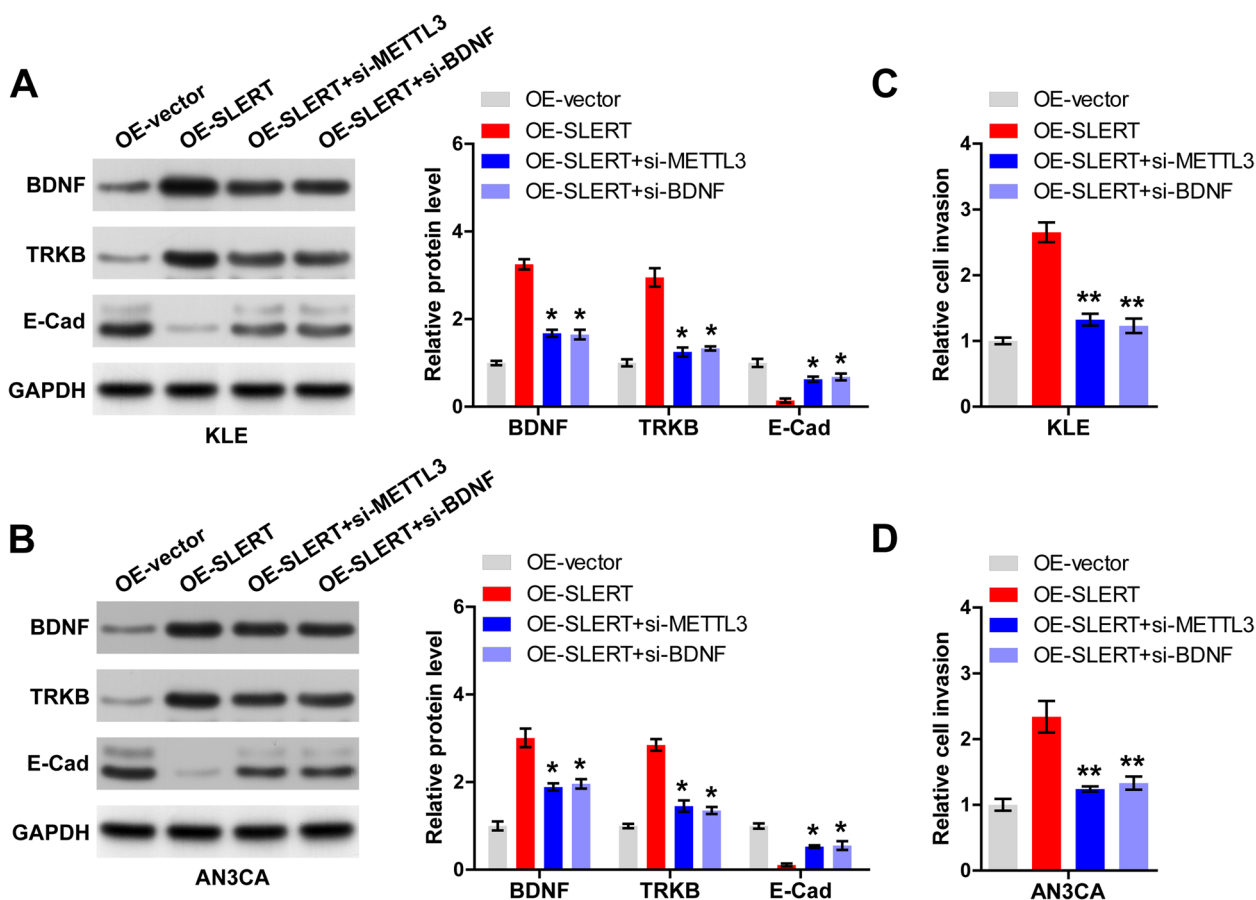 A
OE-vector
OE-SLERT
OE-SLERT+si-METTL3
OE-SLERT+si-BDNF
BDNF
TRKB
E-Cad
GAPDH
KLE
OE-vector
OE-SLERT
OE-SLERT+si-METTL3
OE-SLERT+si-BDNF
Relative protein level
6
4
2
0
* *
* *
* *
BDNF TRKB E-Cad
C
OE-vector
OE-SLERT
OE-SLERT+si-METTL3
OE-SLERT+si-BDNF
Relative cell invasion
4
3
2
1
0
** **
KLE
B
OE-vector
OE-SLERT
OE-SLERT+si-METTL3
OE-SLERT+si-BDNF
BDNF
TRKB
E-Cad
GAPDH
AN3CA
OE-vector
OE-SLERT
OE-SLERT+si-METTL3
OE-SLERT+si-BDNF
Relative protein level
6
4
2
0
* *
* *
* *
BDNF TRKB E-Cad
D
OE-vector
OE-SLERT
OE-SLERT+si-METTL3
OE-SLERT+si-BDNF
Relative cell invasion
4
3
2
1
0
** **
AN3CA